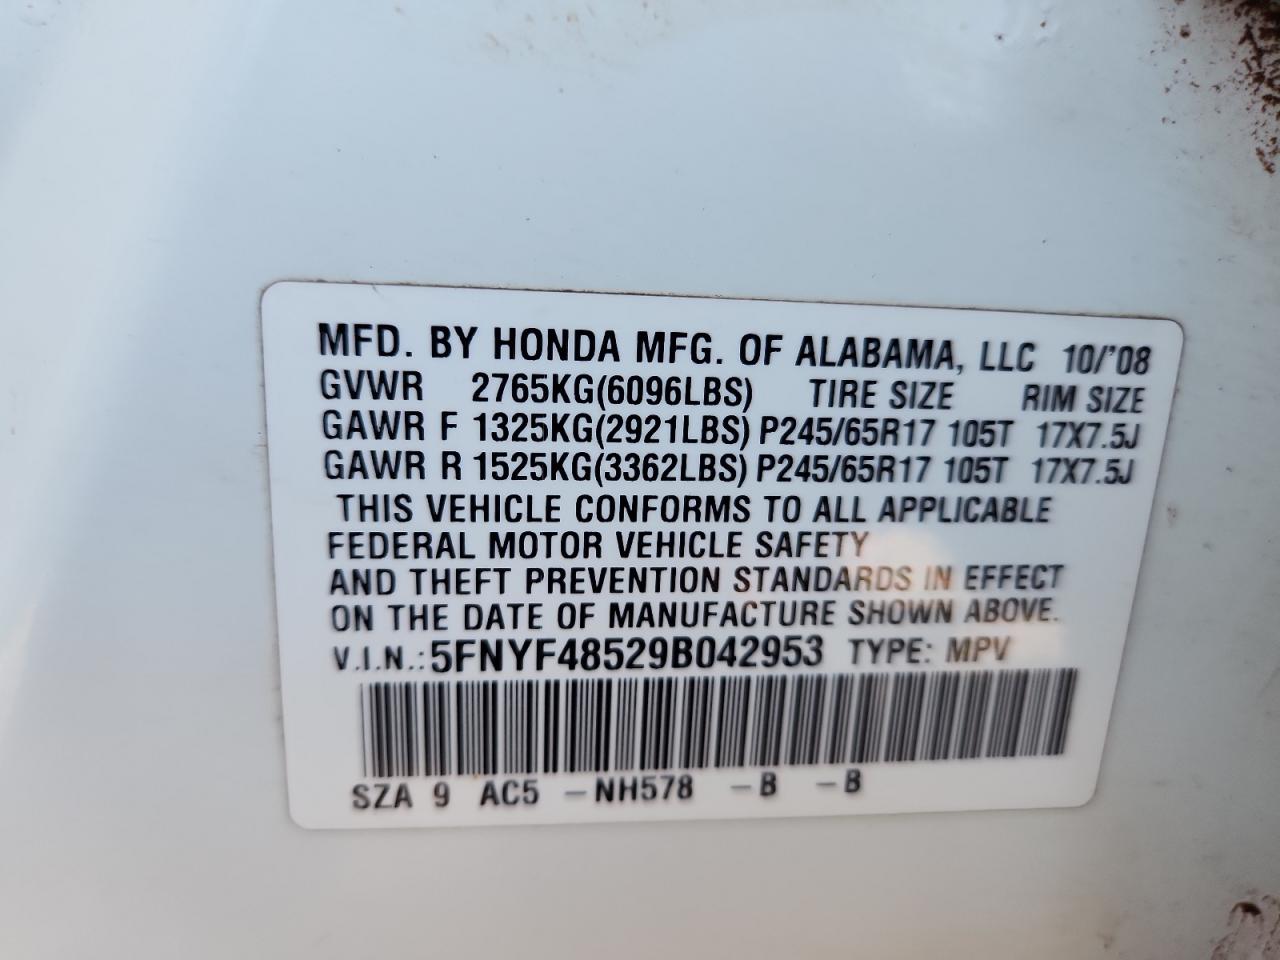 MFD. BY HONDA MFG. OF ALABAMA, LLC 10/'08
GVWR 2765KG(6096LBS) TIRE SIZE RIM SIZE
GAWR F 1325KG(2921LBS) P245/65R17 105T 17X7.5J
GAWR R 1525KG(3362LBS) P245/65R17 105T 17X7.5J
THIS VEHICLE CONFORMS TO ALL APPLICABLE
FEDERAL MOTOR VEHICLE SAFETY
AND THEFT PREVENTION STANDARDS IN EFFECT
ON THE DATE OF MANUFACTURE SHOWN ABOVE.
V.I.N.: 5FNYF48529B042953 TYPE: MPV
SZA 9 AC5 -NH578 -B -B